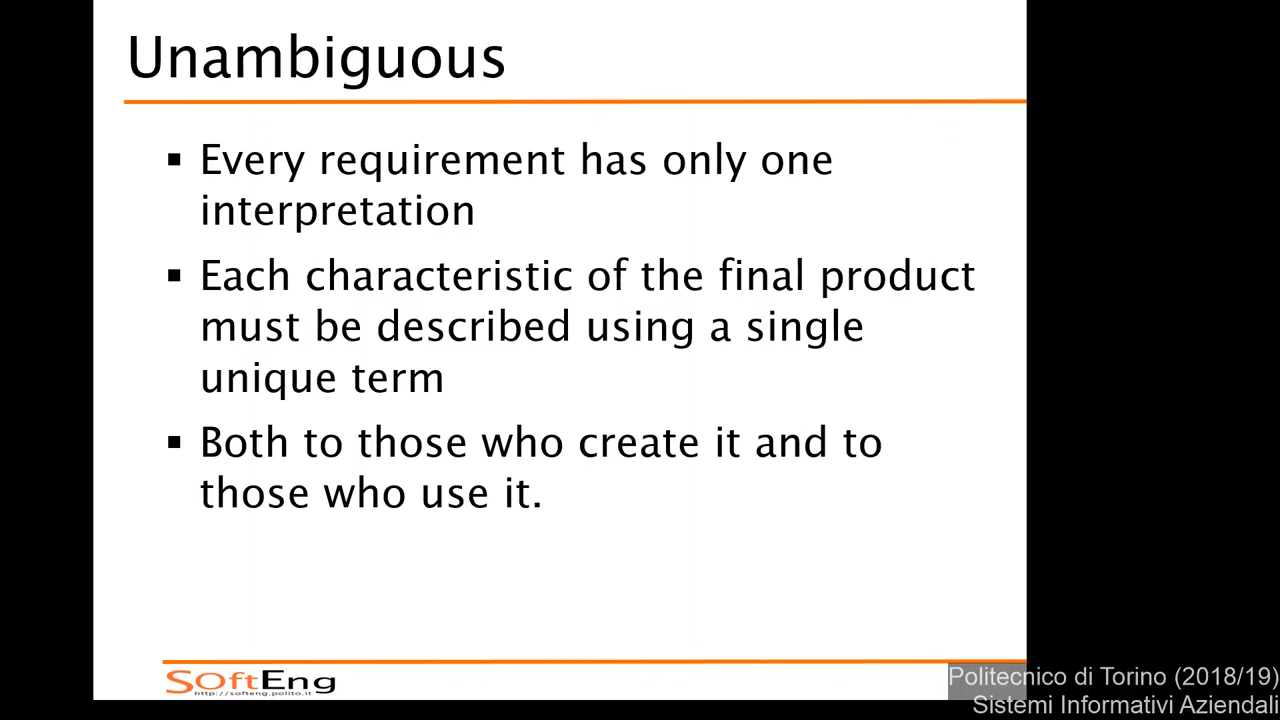 Unambiguous
▪ Every requirement has only one
interpretation
▪ Each characteristic of the final product
must be described using a single
unique term
▪ Both to those who create it and to
those who use it.
SOftEng
http://softeng.polito.it
Politecnico di Torino (2018/19)
Sistemi Informativi Aziendali